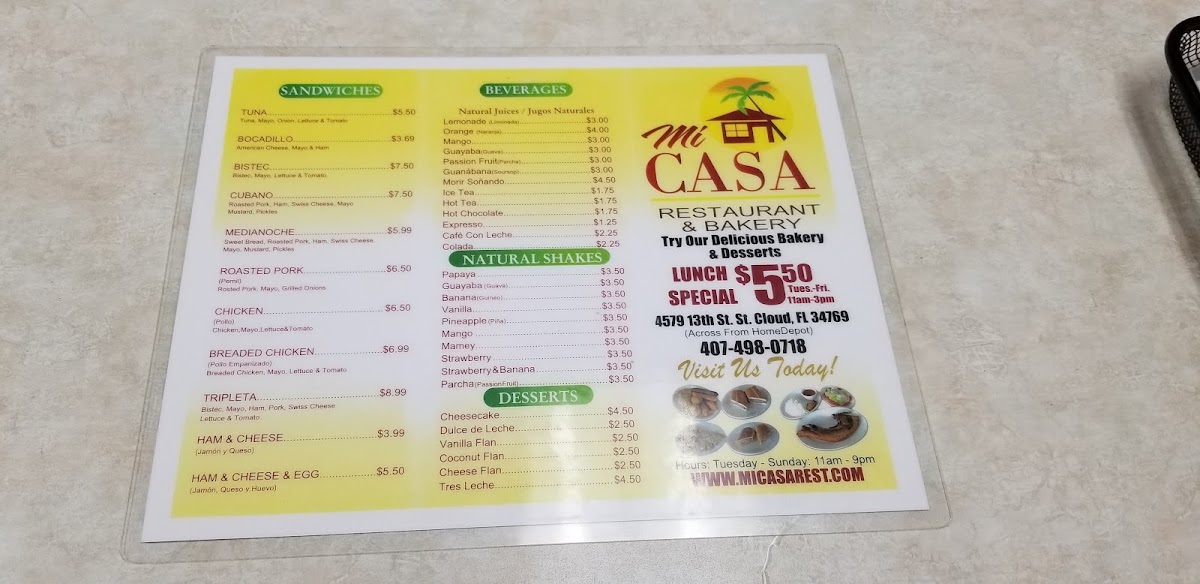 SANDWICHES
TUNA $5.50
Tuna, Mayo, Onion, Lettuce & Tomato
BOCADILLO $3.69
American Cheese, Mayo & Ham
BISTEC $7.50
Bistec, Mayo, Lettuce & Tomato.
CUBANO $7.50
Roasted Pork, Ham, Swiss Cheese, Mayo
Mustard, Pickles
MEDIANOCHE $5.99
Sweet Bread, Roasted Pork, Ham, Swiss Cheese,
Mayo, Mustard, Pickles
ROASTED PORK $6.50
(Pernil)
Rosted Pork, Mayo, Grilled Onions
CHICKEN $6.50
(Pollo)
Chicken,Mayo,Lettuce&Tomato
BREADED CHICKEN $6.99
(Pollo Empanizado)
Breaded Chicken, Mayo, Lettuce & Tomato
TRIPLETA $8.99
Bistec, Mayo, Ham, Pork, Swiss Cheese
Lettuce & Tomato
HAM & CHEESE $3.99
(Jamón y Queso)
HAM & CHEESE & EGG $5.50
(Jamón, Queso y Huevo)
BEVERAGES
Natural Joices / Jugos Naturales
Lemonade (Limonada) $3.00
Orange (Naranja) $4.00
Mango $3.00
Guayaba(Guava) $3.00
Passion Fruit(Parcha) $3.00
Guanábana(Soursop) $3.00
Morir Soñando $4.50
Ice Tea $1.75
Hot Tea $1.75
Hot Chocolate $1.75
Expresso $1.25
Café Con Leche $2.25
Colada $2.25
NATURAL SHAKES
Papaya $3.50
Guayaba (Guava) $3.50
Banana(Guineo) $3.50
Vanilla $3.50
Pineapple(Piña) $3.50
Mango $3.50
Mamey $3.50
Strawberry $3.50
Strawberry&Banana $3.50
Parcha(PassionFruit) $3.50
DESSERTS
Cheesecake $4.50
Dulce de Leche $2.50
Vanilla Flan $2.50
Coconut Flan $2.50
Cheese Flan $2.50
Tres Leche $4.50
Mi
CASA
RESTAURANT
& BAKERY
Try Our Delicious Bakery
& Desserts
LUNCH SPECIAL $5.50 Tues.-Fri.
11am-3pm
4579 13th St. St. Cloud, FL 34769
(Across From HomeDepot)
407-498-0718
Visit Us Today!
Hours: Tuesday - Sunday: 11am - 9pm
WWW.MICASAREST.COM